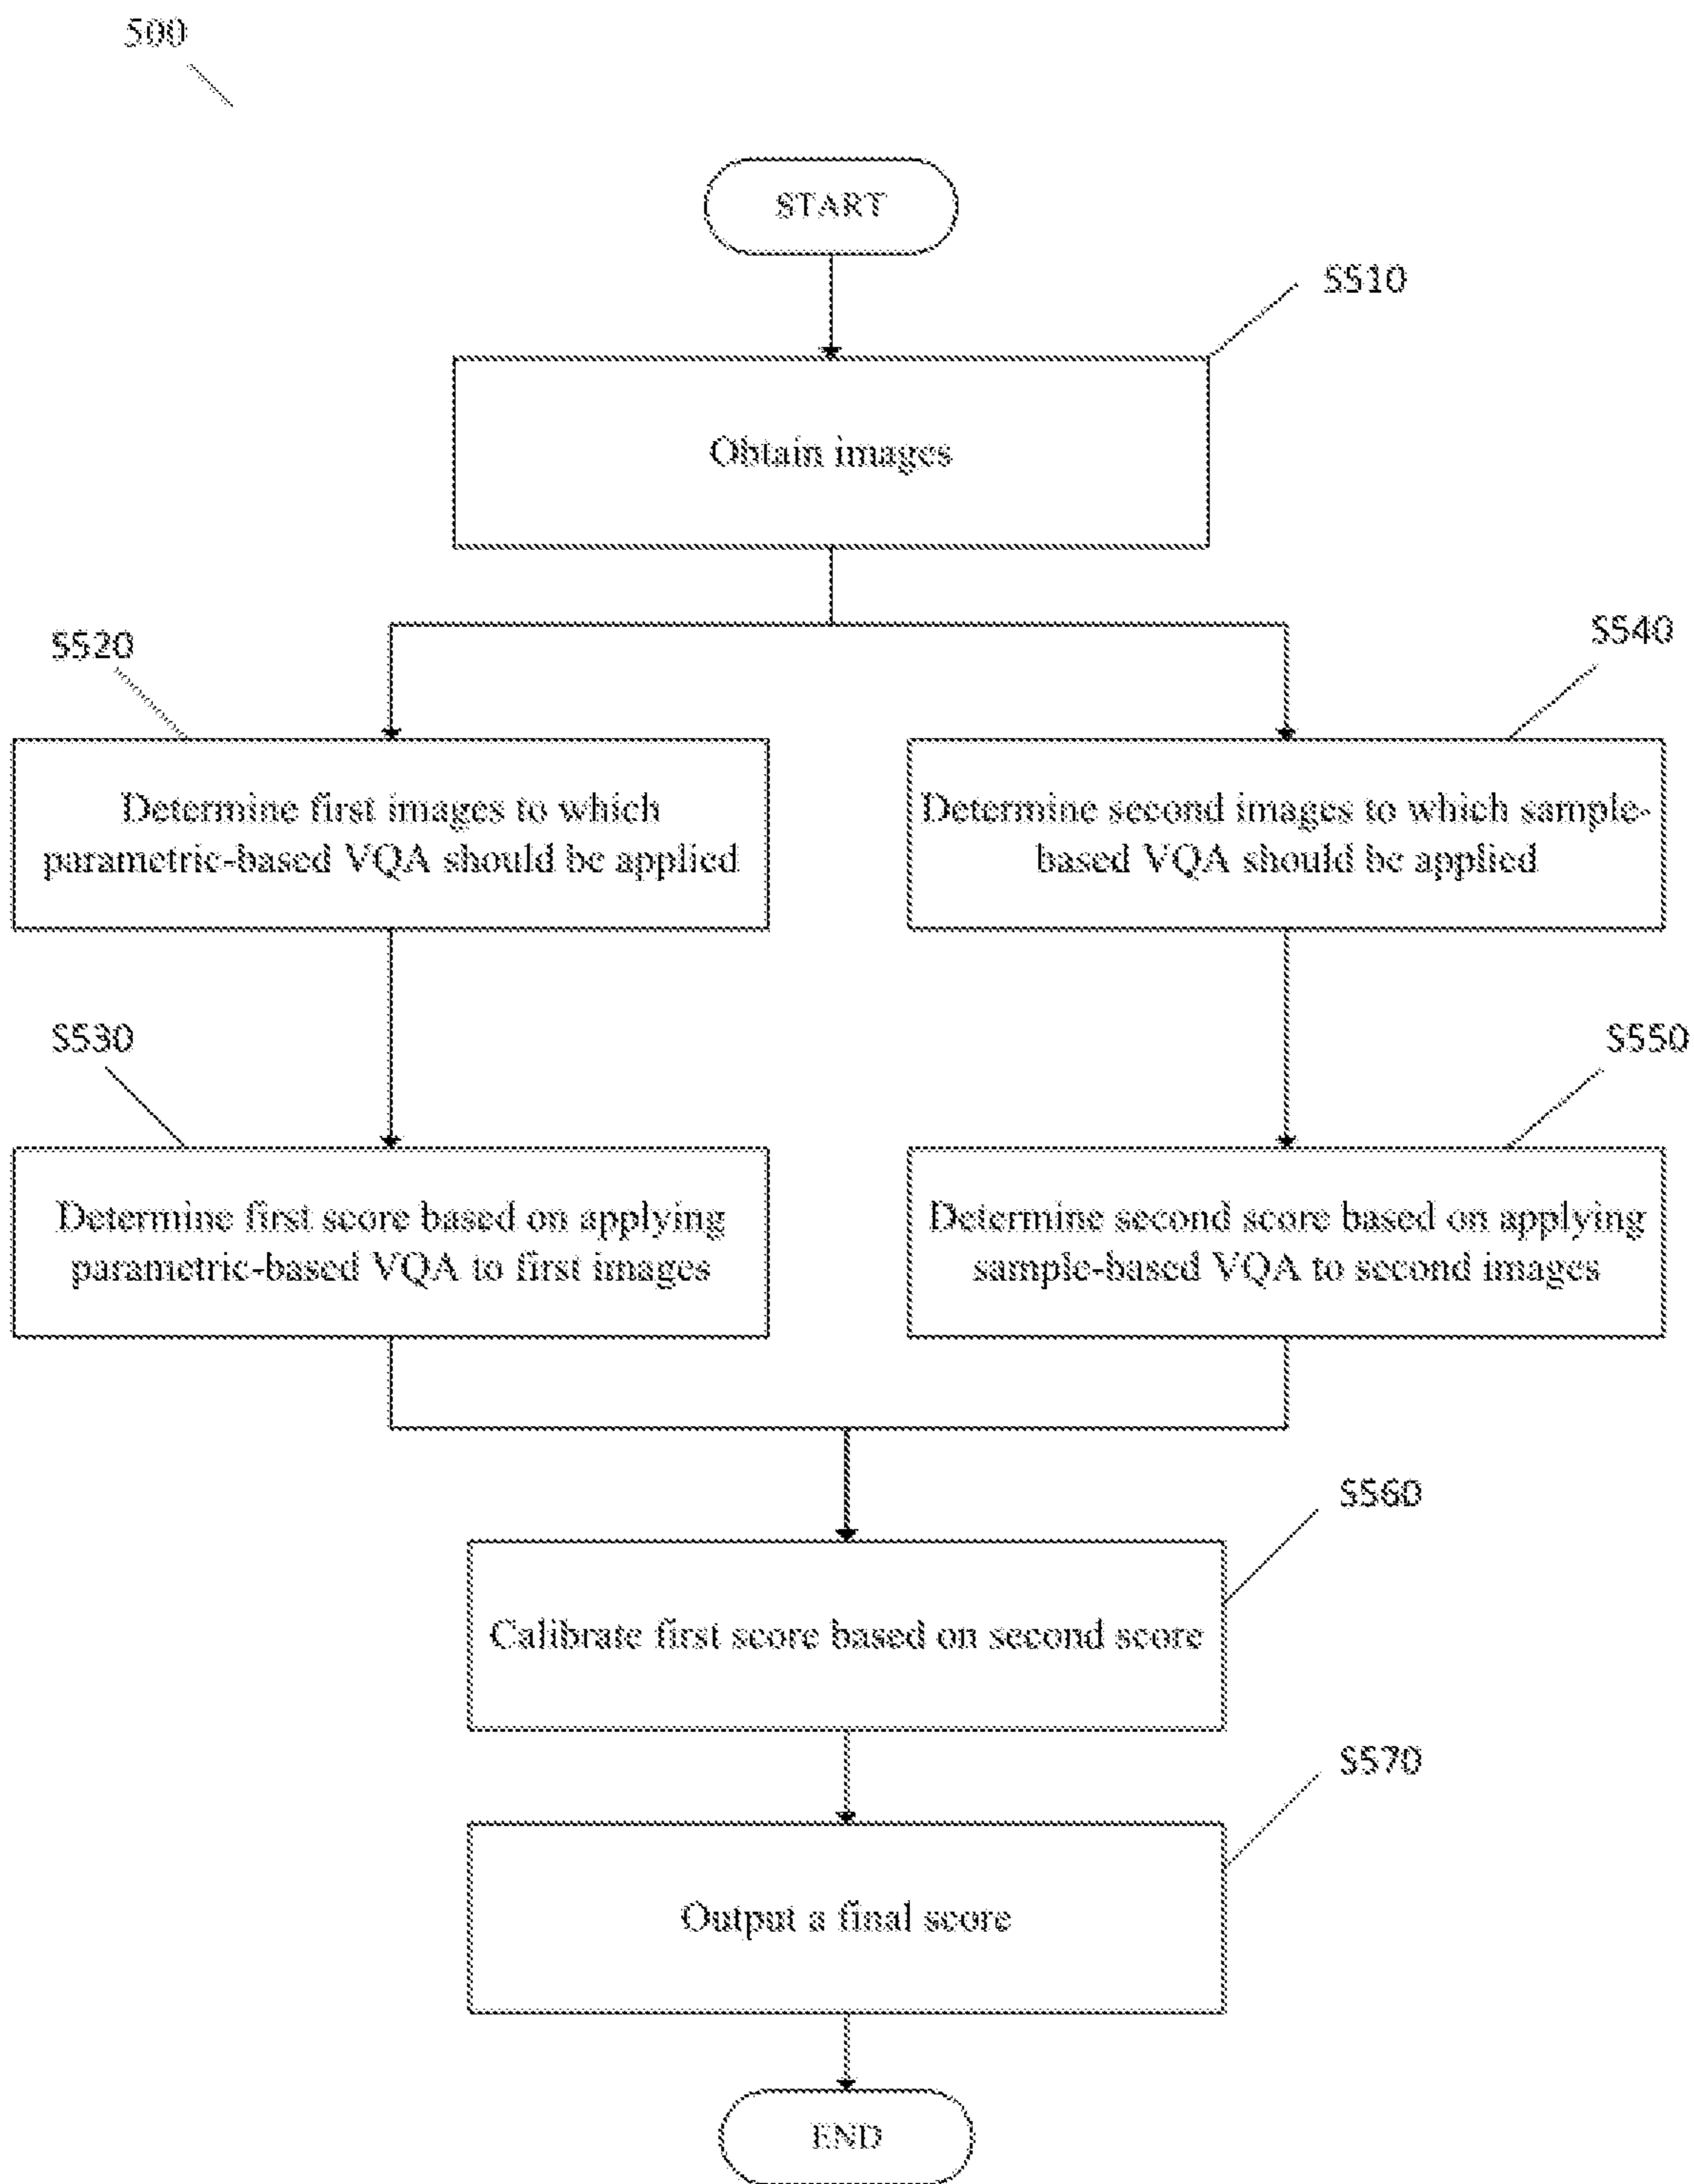 500
START
S510
Obtain images
S520
S540
Determine first images to which
parametric-based VQA should be applied
Determine second images to which sample-
based VQA should be applied
S530
S550
Determine first score based on applying
parametric-based VQA to first images
Determine second score based on applying
sample-based VQA to second images
S560
Calibrate first score based on second score
S570
Output a final score
END